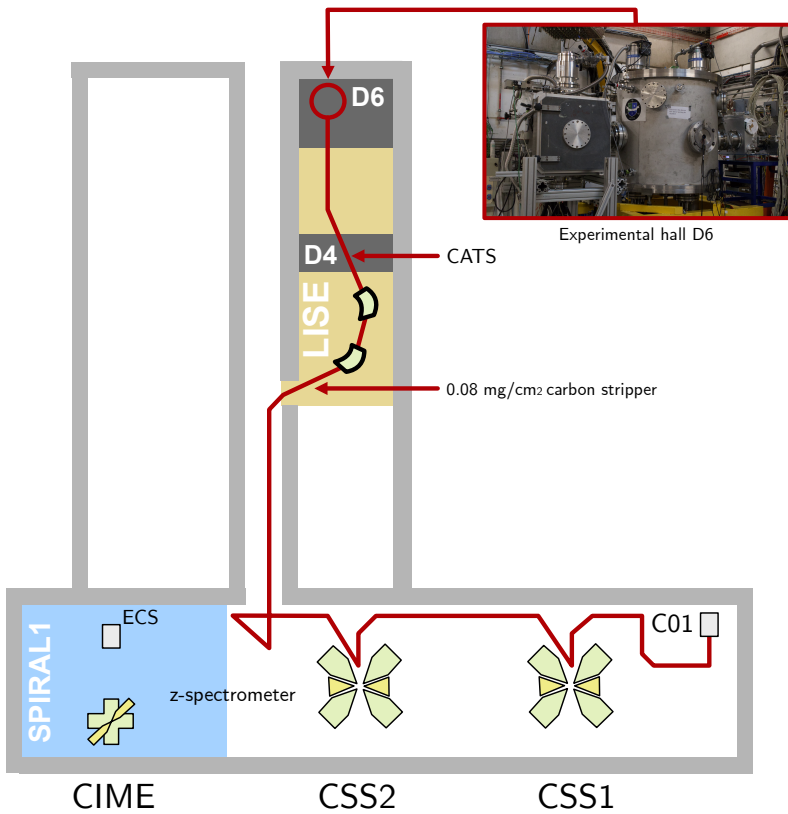 D6
Experimental hall D6
D4
CATS
LISE
0.08 mg/cm2 carbon stripper
ECS
C01
SPIRAL1
z-spectrometer
CIME
CSS2
CSS1